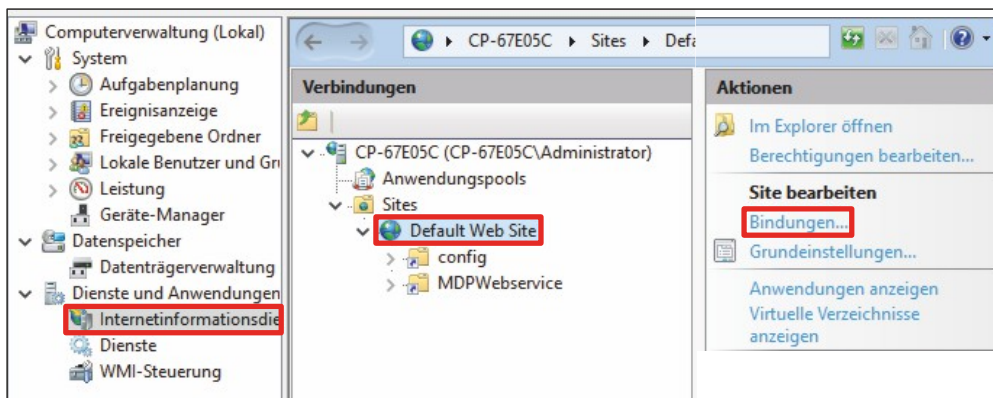 Computerverwaltung (Lokal)
System
Aufgabenplanung
Ereignisanzeige
Freigegebene Ordner
Lokale Benutzer und Gru
Leistung
Geräte-Manager
Datenspeicher
Datenträgerverwaltung
Dienste und Anwendungen
Internetinformationsdie
Dienste
WMI-Steuerung
CP-67E05C Sites Defa
Verbindungen
CP-67E05C (CP-67E05C\Administrator)
Anwendungspools
Sites
Default Web Site
config
MDPWebservice
Aktionen
Im Explorer öffnen
Berechtigungen bearbeiten...
Site bearbeiten
Bindungen...
Grundeinstellungen...
Anwendungen anzeigen
Virtuelle Verzeichnisse
anzeigen